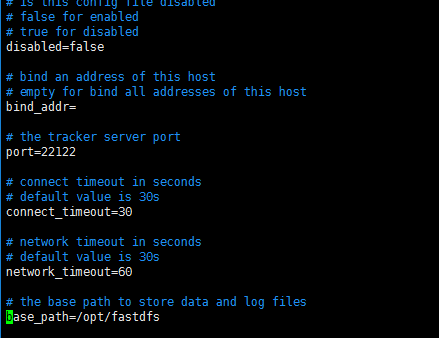 # is this config file disabled
# false for enabled
# true for disabled
disabled=false
# bind an address of this host
# empty for bind all addresses of this host
bind_addr=
# the tracker server port
port=22122
# connect timeout in seconds
# default value is 30s
connect_timeout=30
# network timeout in seconds
# default value is 30s
network_timeout=60
# the base path to store data and log files
base_path=/opt/fastdfs